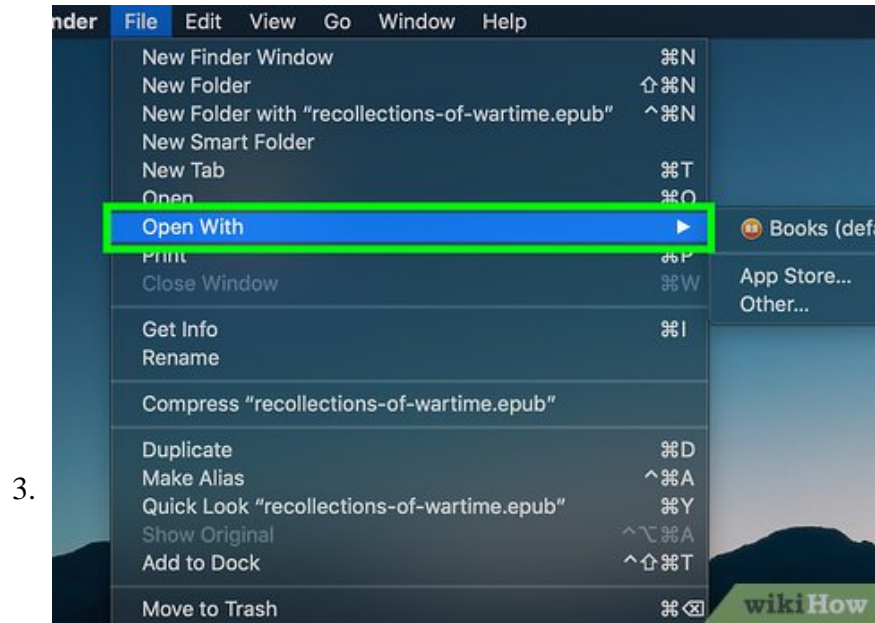 nder File Edit View Go Window Help
New Finder Window ⌘N
New Folder ⇧⌘N
New Folder with “recollections-of-wartime.epub” ^⌘N
New Smart Folder
New Tab ⌘T
Open ⌘O
Open With ▶
Books (defa
Print ⌘P
Close Window ⌘W
App Store...
Other...
Get Info ⌘I
Rename
Compress “recollections-of-wartime.epub”
Duplicate ⌘D
Make Alias ^⌘A
3.
Quick Look “recollections-of-wartime.epub” ⌘Y
Show Original ^⌥⌘A
Add to Dock ^⇧⌘T
Move to Trash ⌘⌫
wikiHow